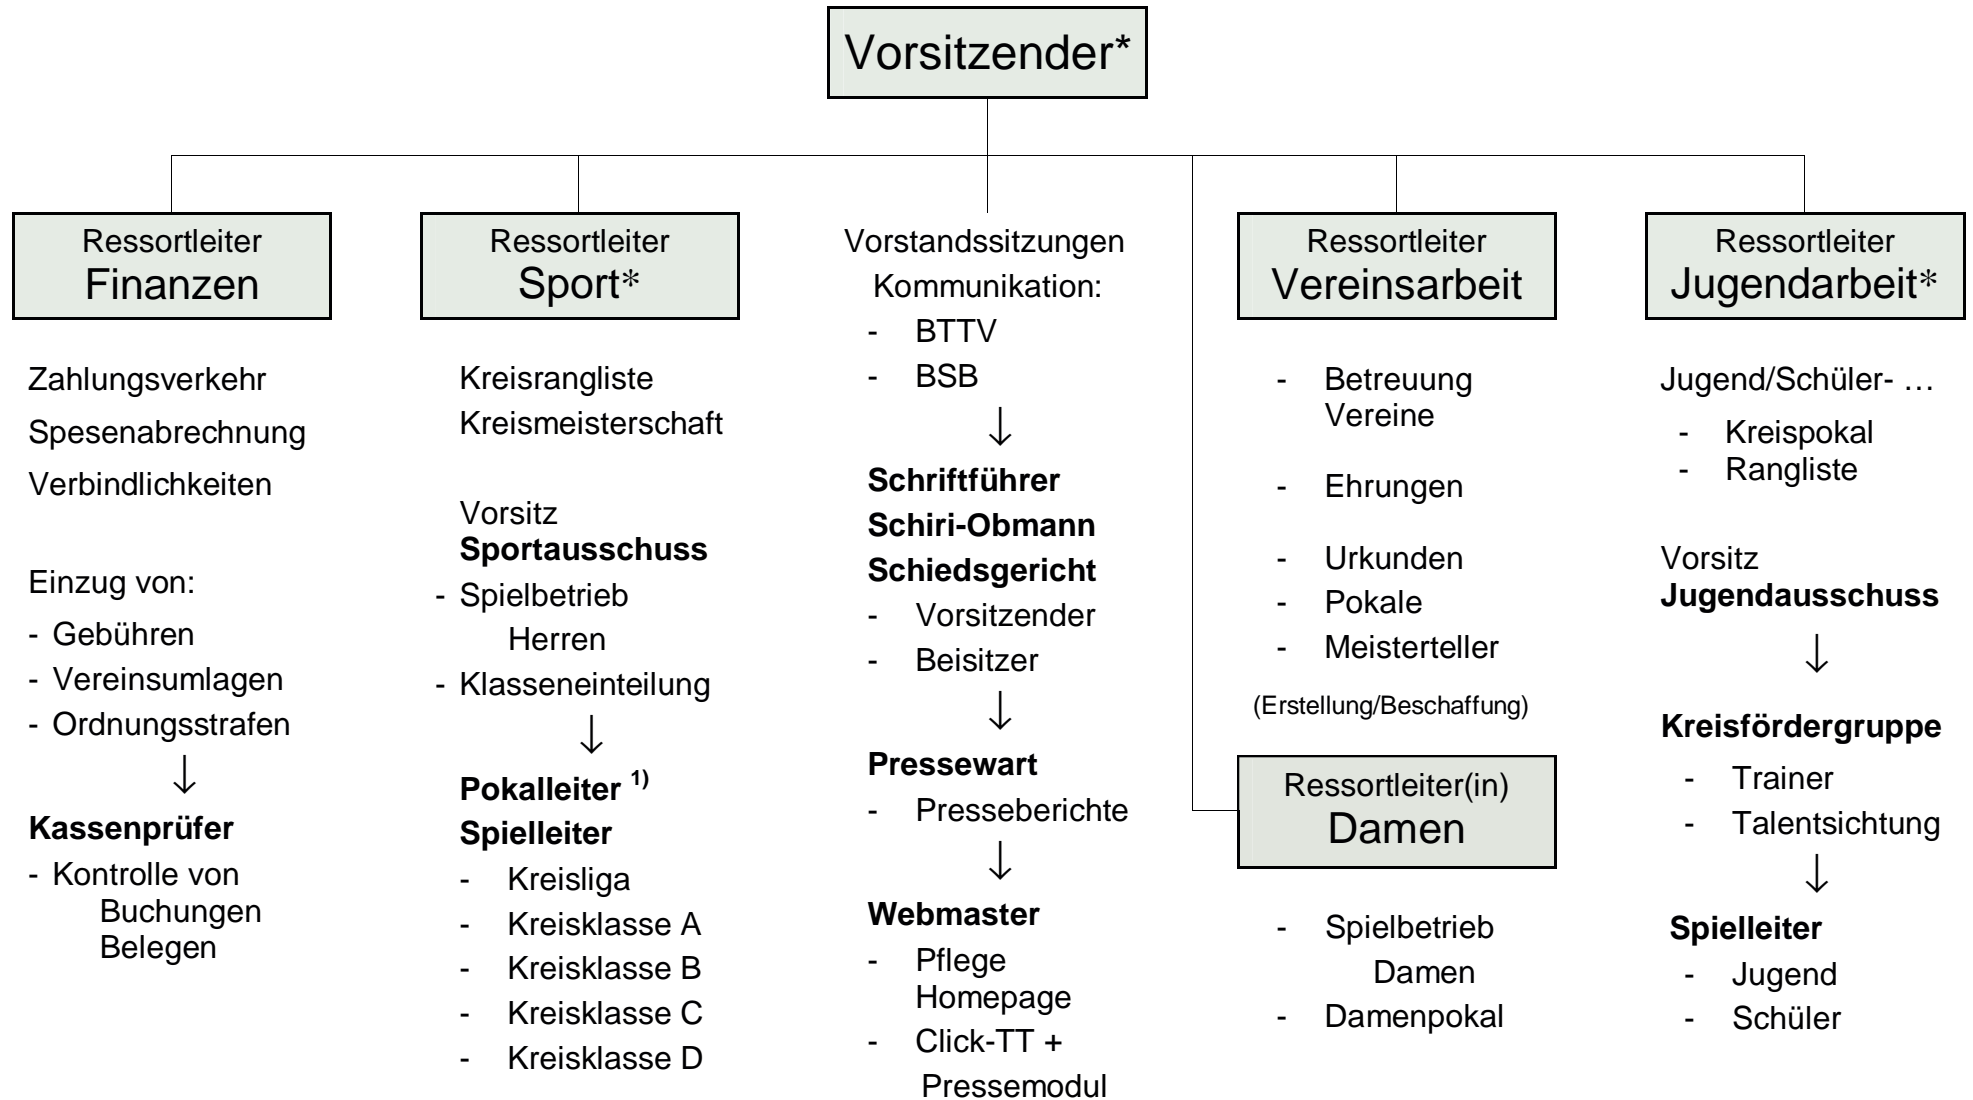 Vorsitzender*
Ressortleiter
Finanzen
Zahlungsverkehr
Spesenabrechnung
Verbindlichkeiten
Einzug von:
- Gebühren
- Vereinsumlagen
- Ordnungsstrafen
↓
Kassenprüfer
- Kontrolle von
Buchungen
Belegen
Ressortleiter
Sport*
Kreisrangliste
Kreismeisterschaft
Vorsitz
Sportausschuss
- Spielbetrieb
Herren
- Klasseneinteilung
↓
Pokalleiter 1)
Spielleiter
- Kreisliga
- Kreisklasse A
- Kreisklasse B
- Kreisklasse C
- Kreisklasse D
Vorstandssitzungen
Kommunikation:
- BTTV
- BSB
↓
Schriftführer
Schiri-Obmann
Schiedsgericht
- Vorsitzender
- Beisitzer
↓
Pressewart
- Presseberichte
↓
Webmaster
- Pflege
Homepage
- Click-TT +
Pressemodul
Ressortleiter
Vereinsarbeit
- Betreuung
Vereine
- Ehrungen
- Urkunden
- Pokale
- Meisterteller
(Erstellung/Beschaffung)
Ressortleiter(in)
Damen
- Spielbetrieb
Damen
- Damenpokal
Ressortleiter
Jugendarbeit*
Jugend/Schüler- …
- Kreispokal
- Rangliste
Vorsitz
Jugendausschuss
↓
Kreisfördergruppe
- Trainer
- Talentsichtung
↓
Spielleiter
- Jugend
- Schüler